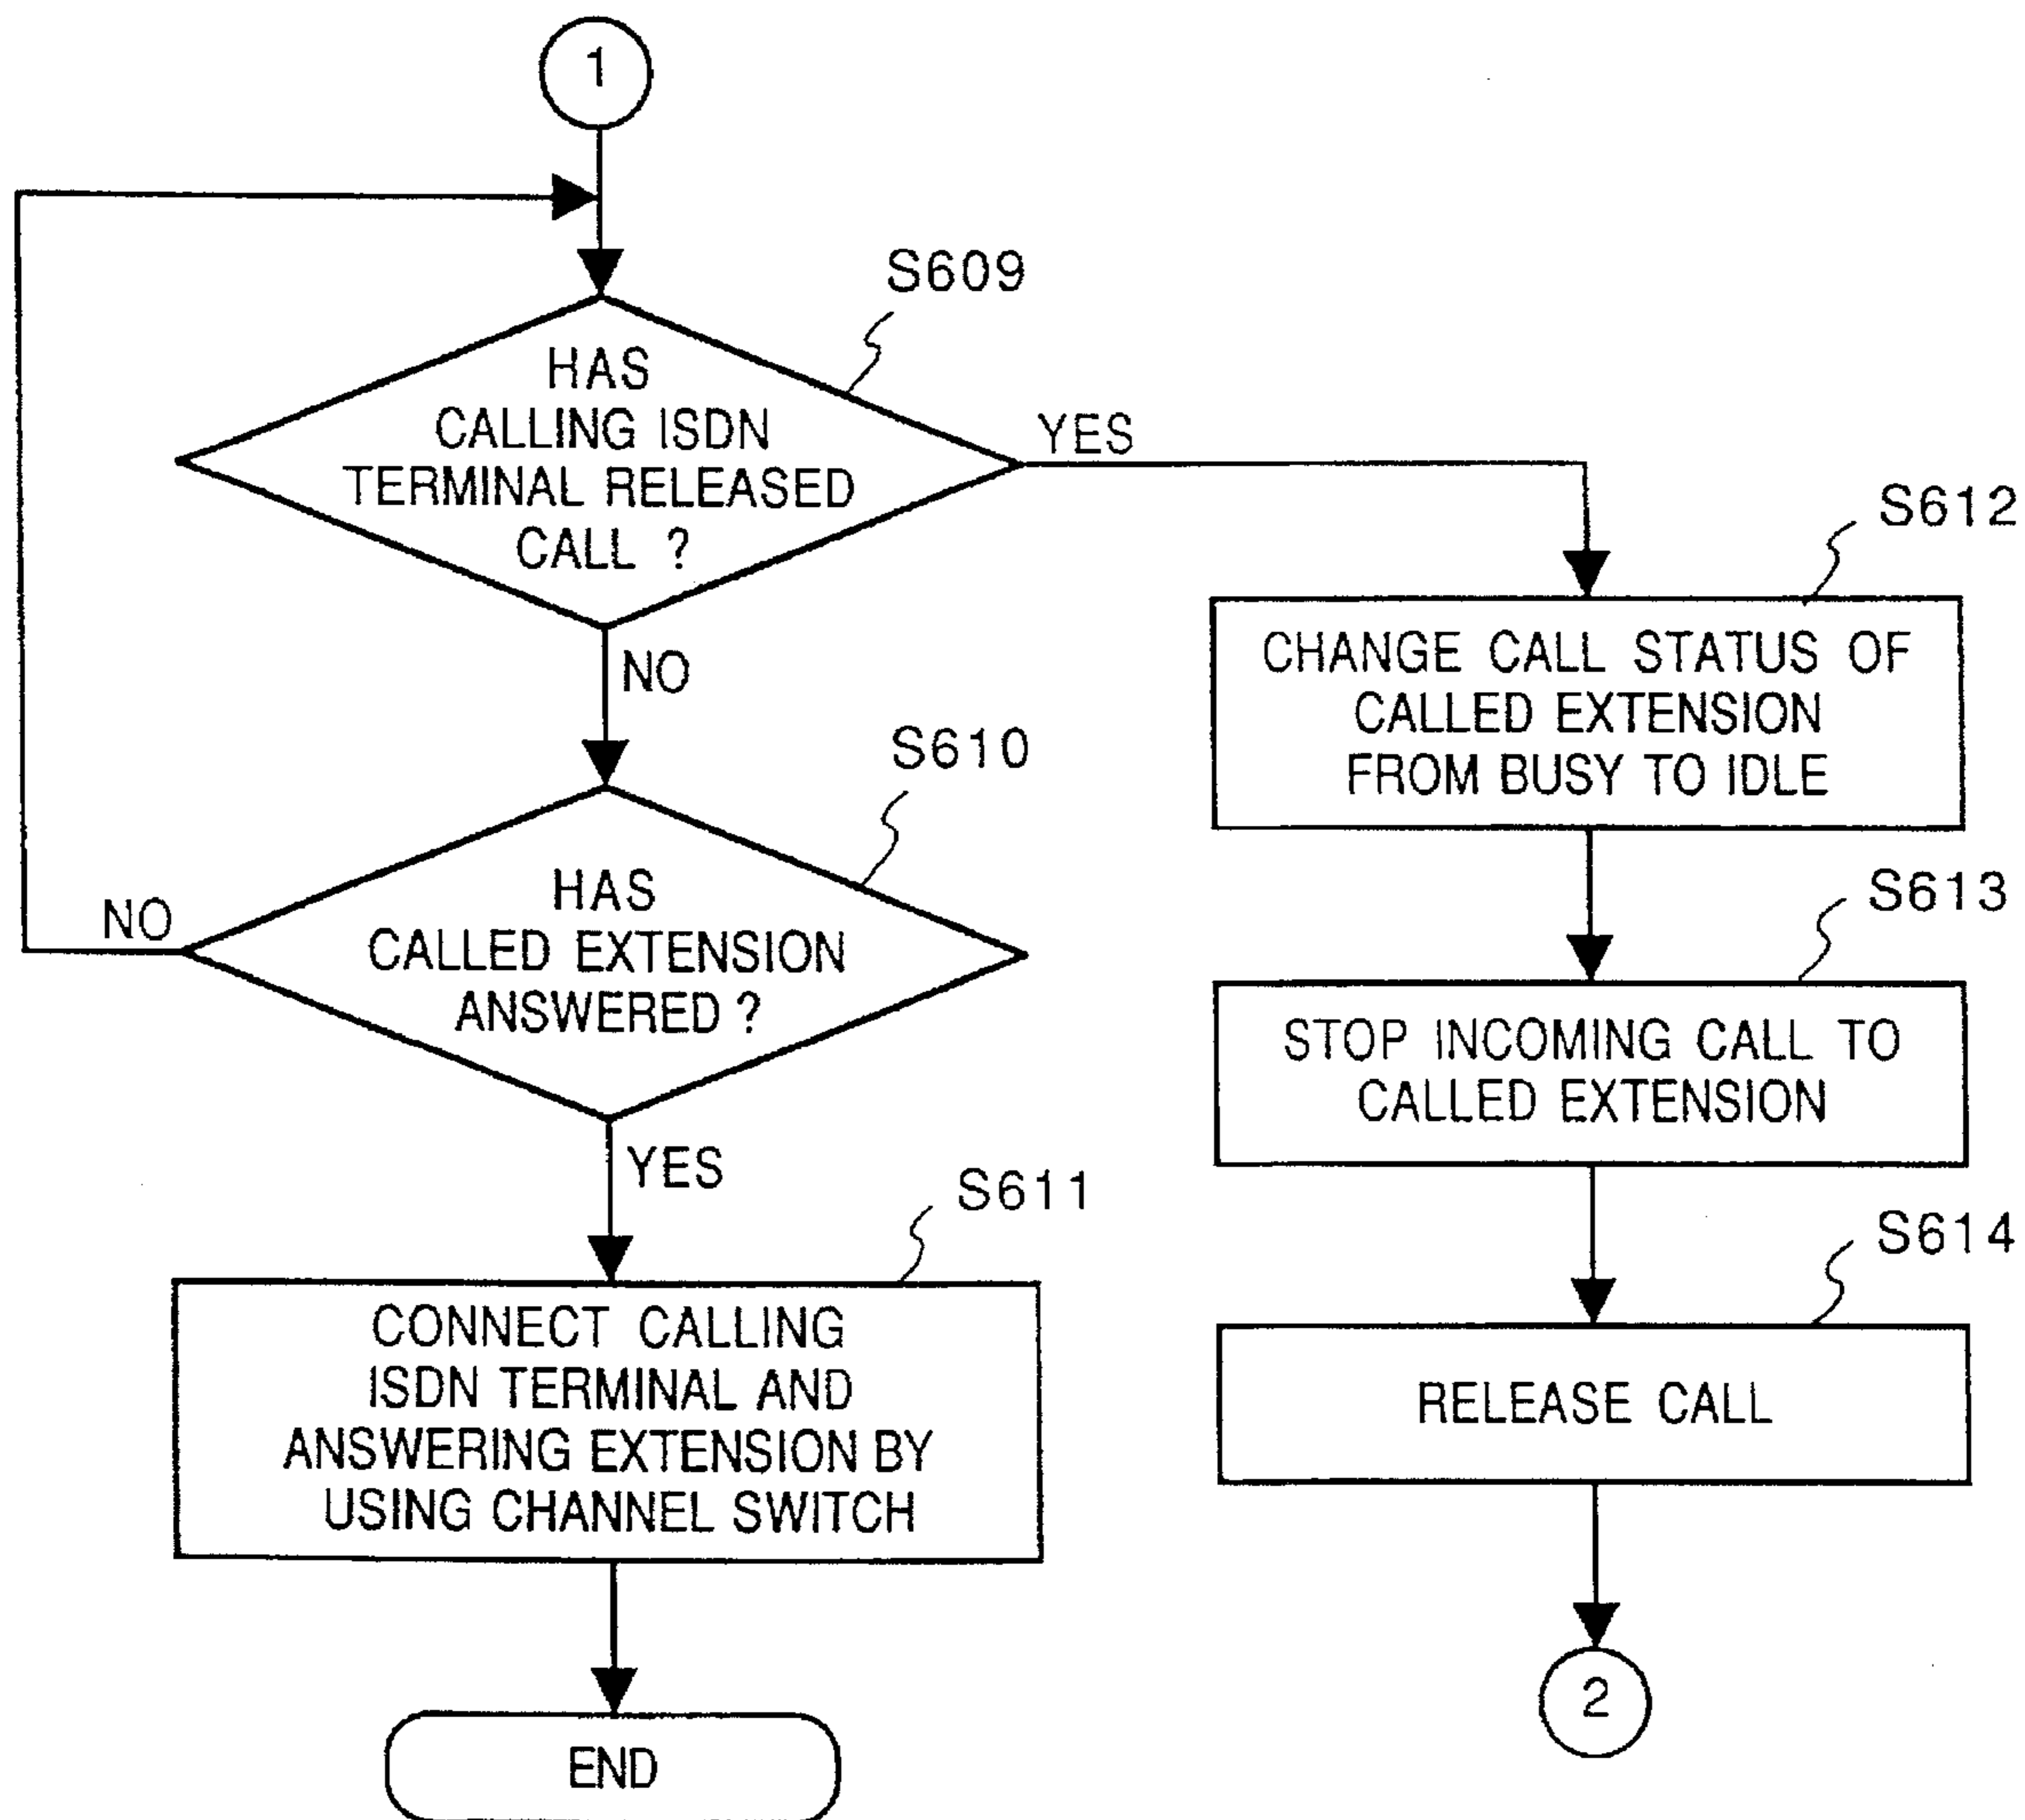 1
S609
HAS
CALLING ISDN
TERMINAL RELEASED
CALL ?
YES
NO
S610
HAS
CALLED EXTENSION
ANSWERED ?
NO
YES
S611
CONNECT CALLING
ISDN TERMINAL AND
ANSWERING EXTENSION BY
USING CHANNEL SWITCH
END
S612
CHANGE CALL STATUS OF
CALLED EXTENSION
FROM BUSY TO IDLE
S613
STOP INCOMING CALL TO
CALLED EXTENSION
S614
RELEASE CALL
2